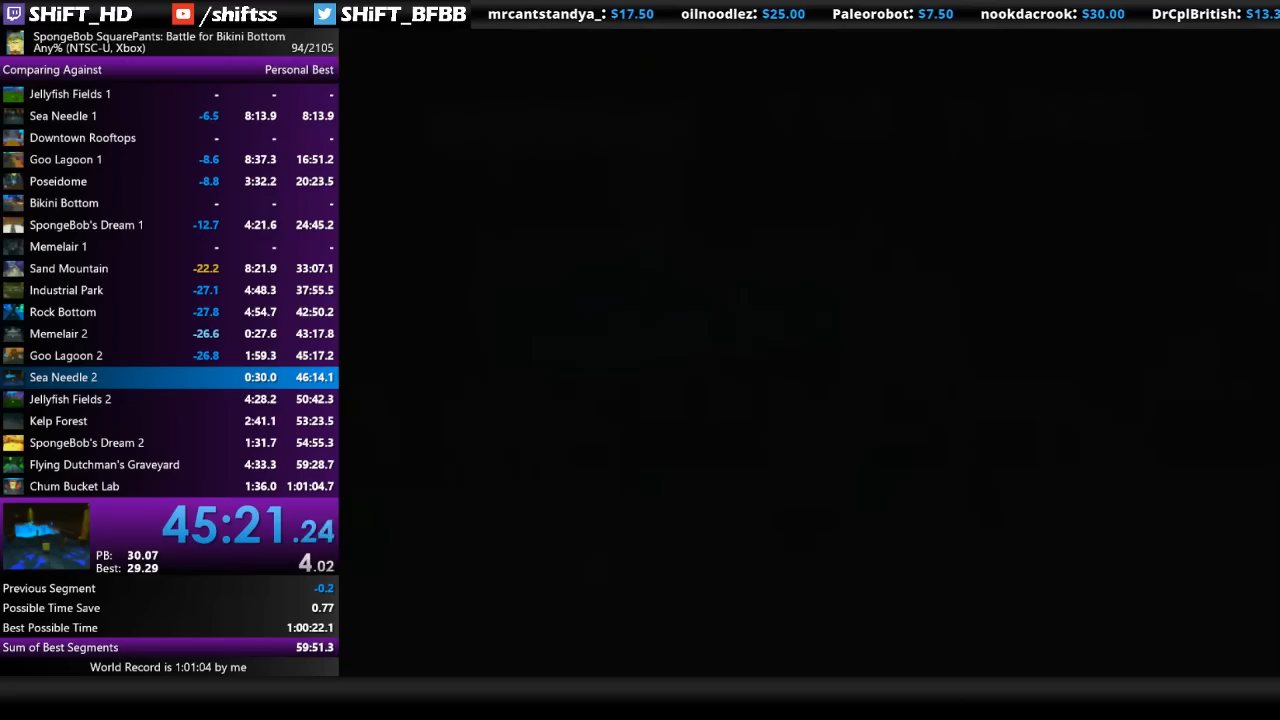 SHiFT_HD /shiftss SHiFT_BFBB mrcantstandya_: $17.50 oilnoodlez: $25.00 Paleorobot: $7.50 nookdacrook: $30.00 DrCplBritish: $13.3
SpongeBob SquarePants: Battle for Bikini Bottom
Any% (NTSC-U, Xbox) 94/2105
Comparing Against Personal Best
Jellyfish Fields 1 - - -
Sea Needle 1 -6.5 8:13.9 8:13.9
Downtown Rooftops - - -
Goo Lagoon 1 -8.6 8:37.3 16:51.2
Poseidome -8.8 3:32.2 20:23.5
Bikini Bottom - - -
SpongeBob's Dream 1 -12.7 4:21.6 24:45.2
Memelair 1 - - -
Sand Mountain -22.2 8:21.9 33:07.1
Industrial Park -27.1 4:48.3 37:55.5
Rock Bottom -27.8 4:54.7 42:50.2
Memelair 2 -26.6 0:27.6 43:17.8
Goo Lagoon 2 -26.8 1:59.3 45:17.2
Sea Needle 2 0:30.0 46:14.1
Jellyfish Fields 2 4:28.2 50:42.3
Kelp Forest 2:41.1 53:23.5
SpongeBob's Dream 2 1:31.7 54:55.3
Flying Dutchman's Graveyard 4:33.3 59:28.7
Chum Bucket Lab 1:36.0 1:01:04.7
45:21.24
PB: 30.07
Best: 29.29 4.02
Previous Segment -0.2
Possible Time Save 0.77
Best Possible Time 1:00:22.1
Sum of Best Segments 59:51.3
World Record is 1:01:04 by me